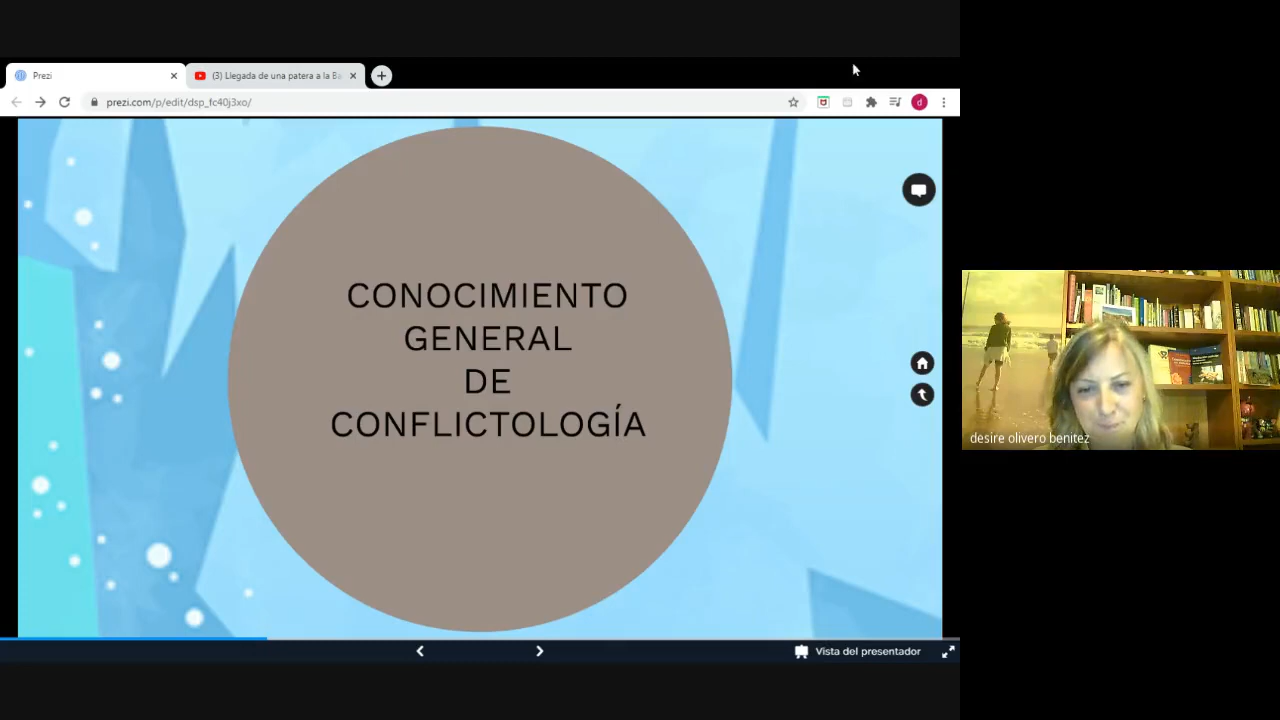 Prezi
(3) Llegada de una patera a la Ba
prezi.com/p/edit/dsp_fc40j3xo/
d
CONOCIMIENTO
GENERAL
DE
CONFLICTOLOGÍA
desire olivero benitez
Vista del presentador